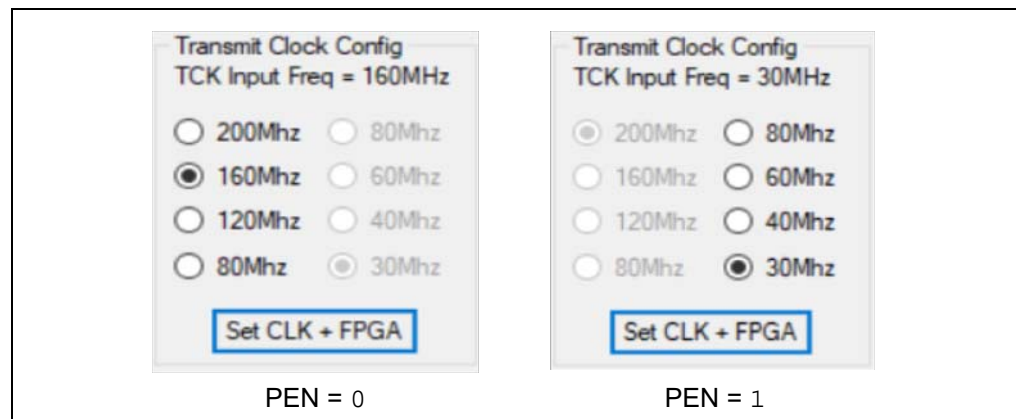 Transmit Clock Config
TCK Input Freq = 160MHz
200Mhz 80Mhz
160Mhz 60Mhz
120Mhz 40Mhz
80Mhz 30Mhz
Set CLK + FPGA
PEN = 0
Transmit Clock Config
TCK Input Freq = 30MHz
200Mhz 80Mhz
160Mhz 60Mhz
120Mhz 40Mhz
80Mhz 30Mhz
Set CLK + FPGA
PEN = 1